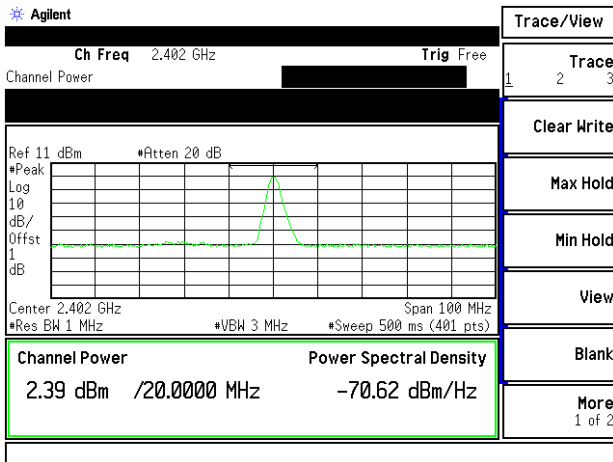 Agilent
Trace/View
Ch Freq 2.402 GHz Trig Free
Channel Power
Trace
1 2 3
Clear Write
Max Hold
Min Hold
View
Blank
More
1 of 2
Ref 11 dBm #Atten 20 dB
#Peak
Log
10
dB/
Offst
1
dB
Center 2.402 GHz Span 100 MHz
#Res BW 1 MHz #VBW 3 MHz #Sweep 500 ms (401 pts)
Channel Power Power Spectral Density
2.39 dBm /20.0000 MHz -70.62 dBm/Hz